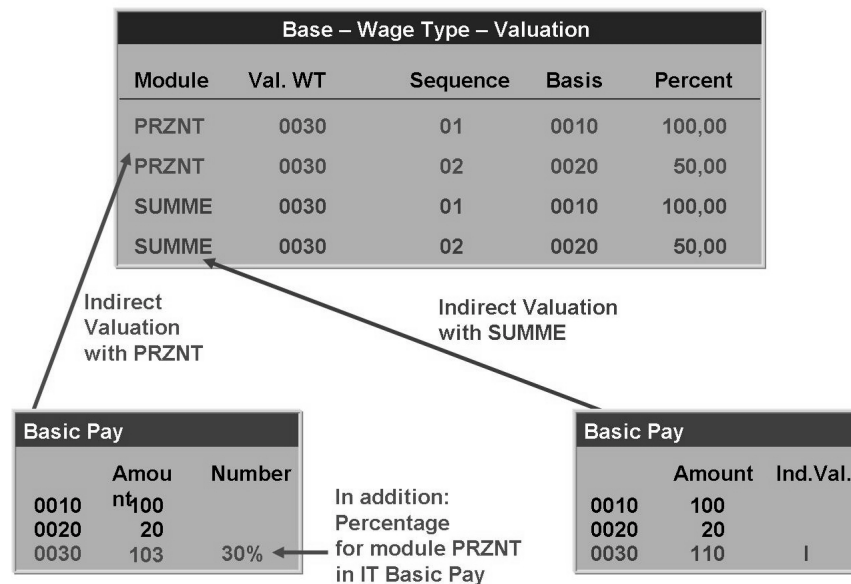 Base – Wage Type – Valuation
Module Val. WT Sequence Basis Percent
PRZNT 0030 01 0010 100,00
PRZNT 0030 02 0020 50,00
SUMME 0030 01 0010 100,00
SUMME 0030 02 0020 50,00
Indirect
Valuation
with PRZNT
Indirect Valuation
with SUMME
Basic Pay
Amou
nt Number
0010 100
0020 20
0030 103 30%
In addition:
Percentage
for module PRZNT
in IT Basic Pay
Basic Pay
Amount Ind.Val.
0010 100
0020 20
0030 110 I